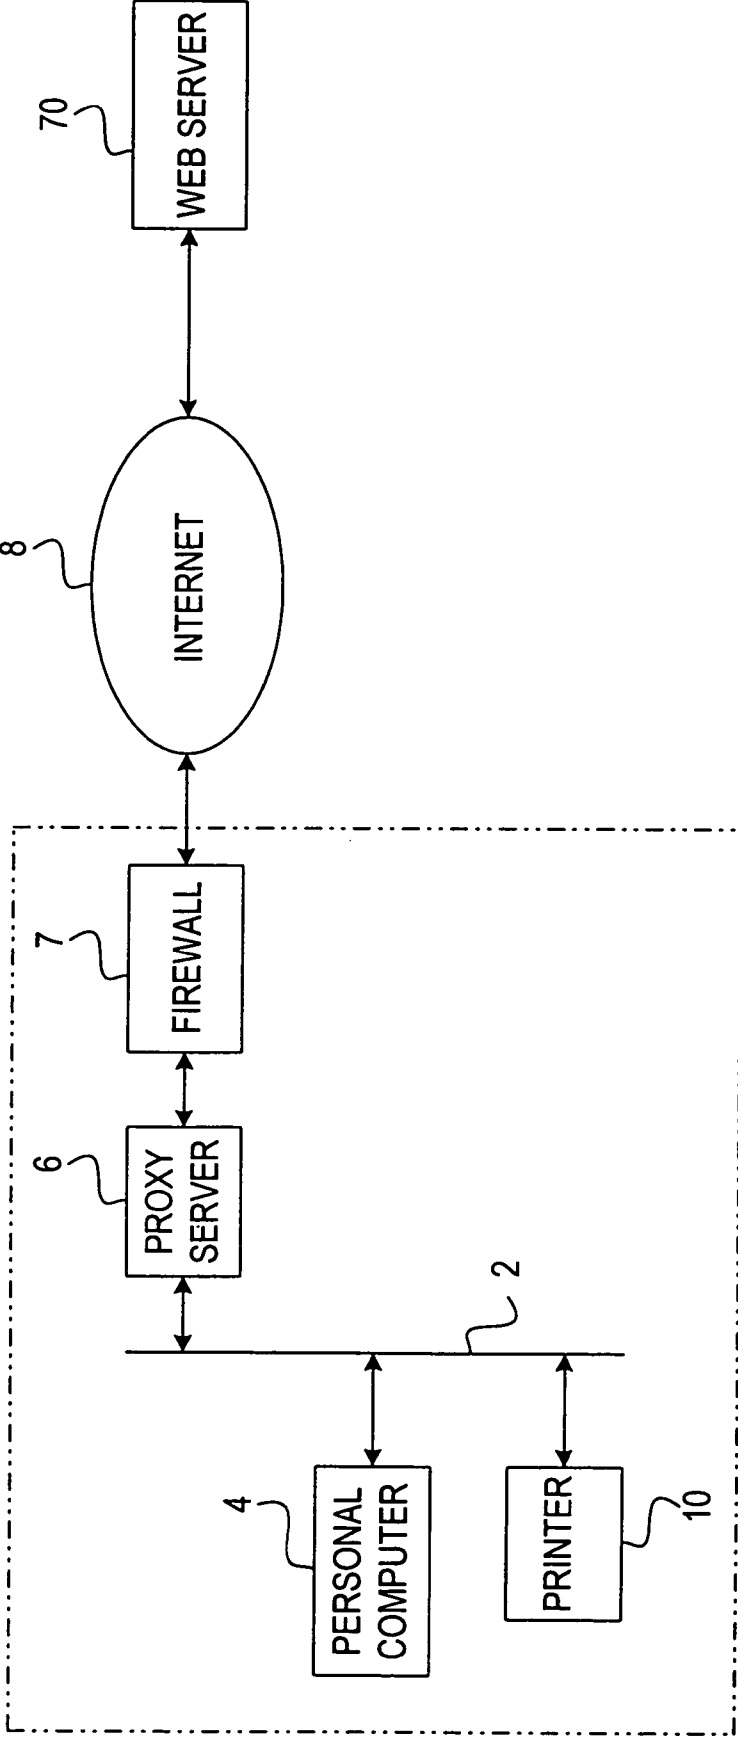 70
WEB SERVER
8
INTERNET
7
FIREWALL
6
PROXY
SERVER
2
4
PERSONAL
COMPUTER
PRINTER
10